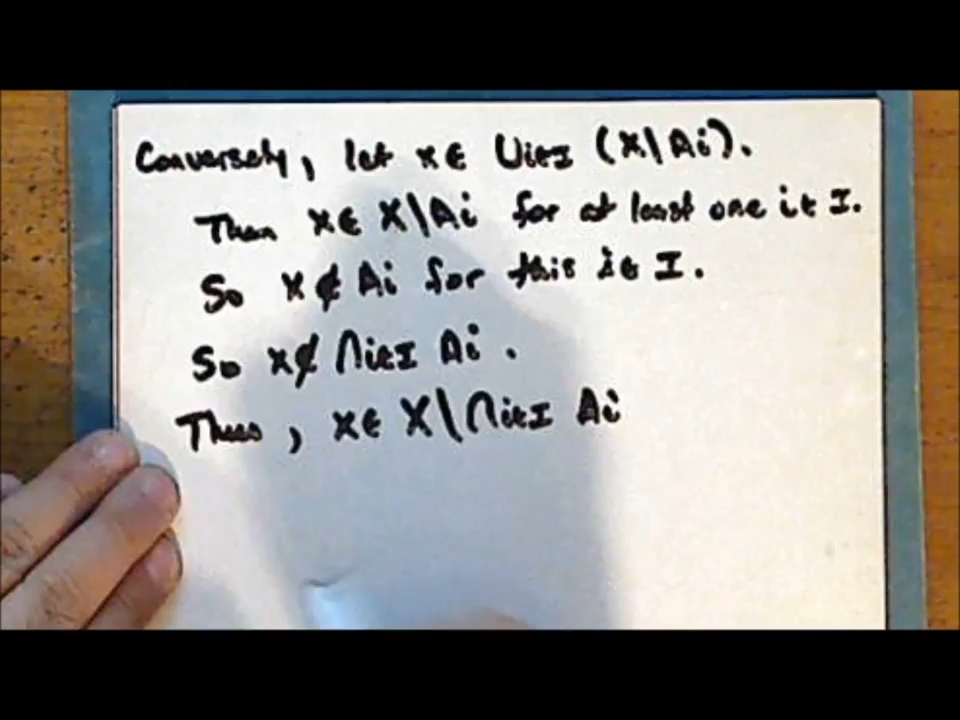 Conversely, let x∈ ∪i∈I (X\Ai).
Then x∈ X\Ai for at least one i∈ I.
So x∉ Ai for this i∈ I.
So x∉ ∩i∈I Ai.
Thus, x∈ X\∩i∈I Ai